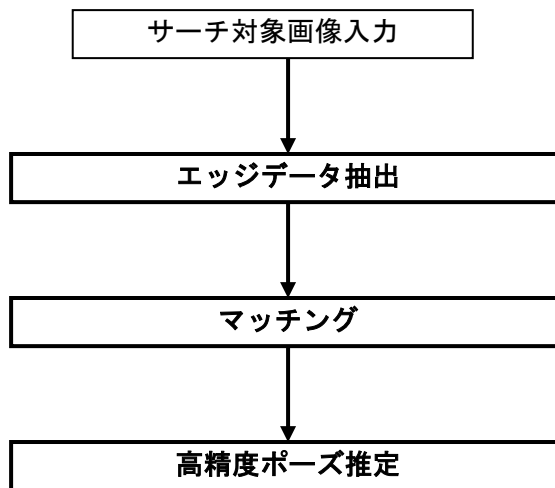 サーチ対象画像入力
エッジデータ抽出
マッチング
高精度ポーズ推定